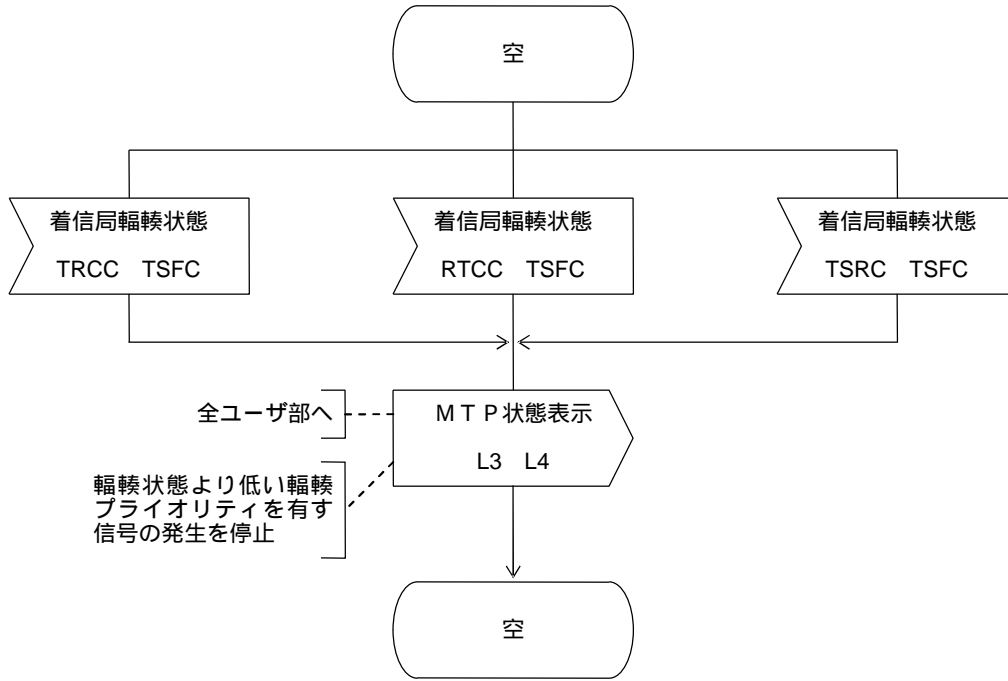 空
着信局輻輳状態
TRCC TSFC
着信局輻輳状態
RTCC TSFC
着信局輻輳状態
TSRC TSFC
全ユーザ部へ
ＭＴＰ状態表示
L3 L4
輻輳状態より低い輻輳
プライオリティを有す
信号の発生を停止
空